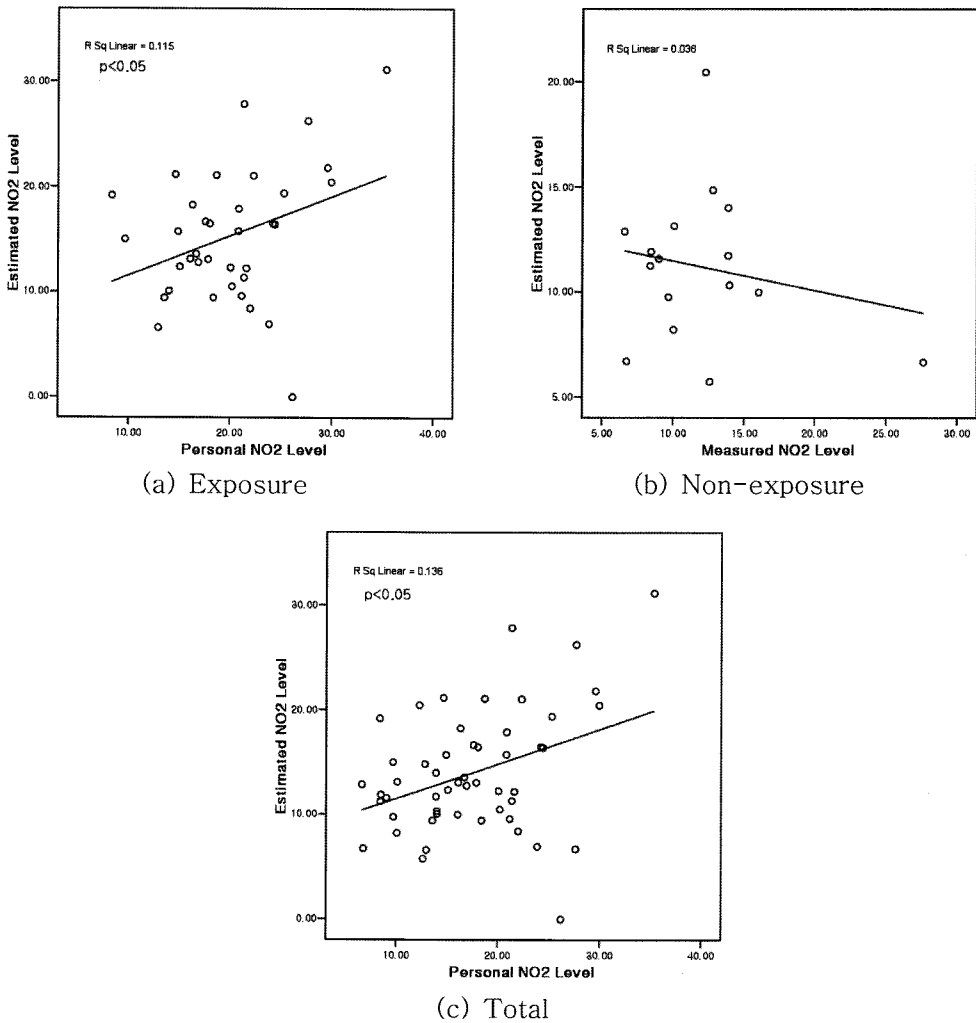 R Sq Linear = 0.115
p<0.05
30.00
20.00
10.00
0.00
Estimated NO2 Level
10.00 20.00 30.00 40.00
Personal NO2 Level
(a) Exposure
R Sq Linear = 0.036
20.00
15.00
10.00
5.00
Estimated NO2 Level
5.00 10.00 15.00 20.00 25.00 30.00
Measured NO2 Level
(b) Non-exposure
R Sq Linear = 0.136
p<0.05
30.00
20.00
10.00
0.00
Estimated NO2 Level
10.00 20.00 30.00 40.00
Personal NO2 Level
(c) Total